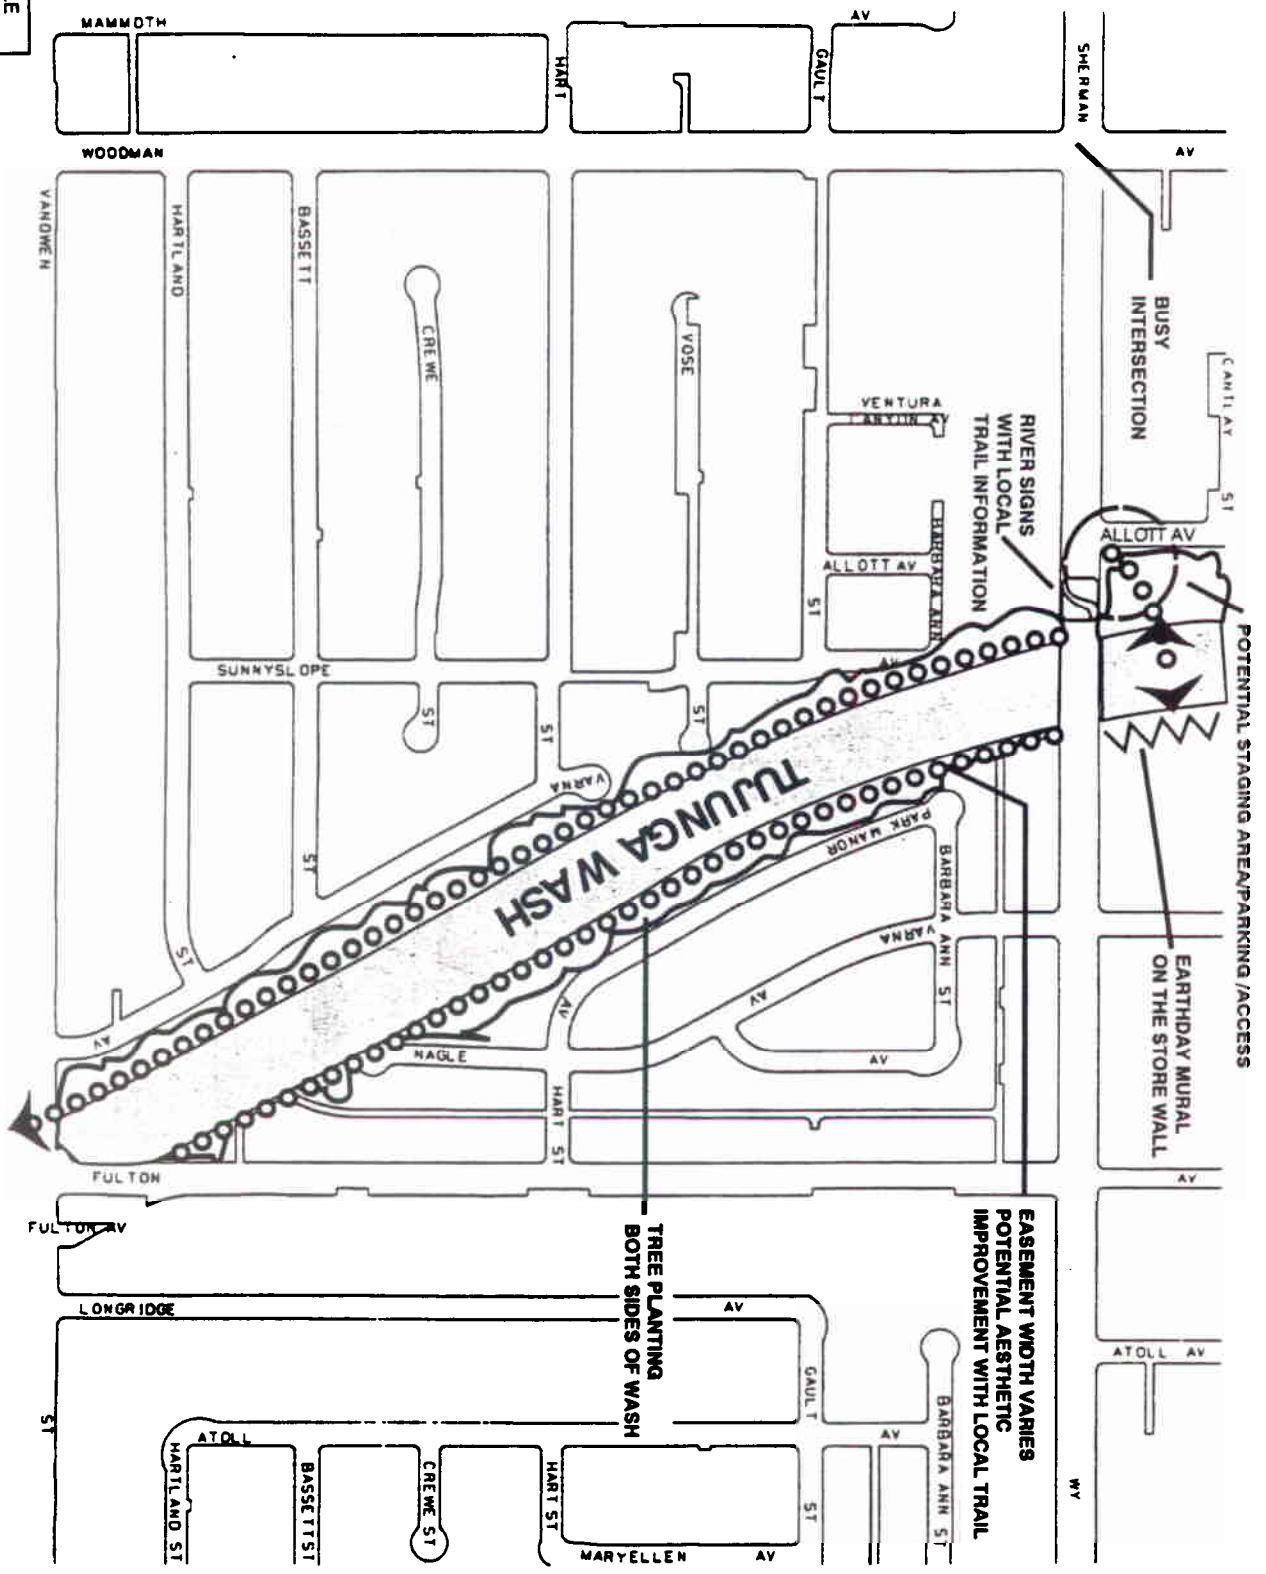 MAMMOTH
AV
HART
GAULT
SHERMAN
WOODMAN
AV
VANOWEN
HARTLAND
BASSETT
CREWE
VOSE
BUSY
INTERSECTION
CANTLAY
ST
VENTURA
CANYON AV
RIVER SIGNS
WITH LOCAL
TRAIL INFORMATION
ALLOTT AV
BARBARA ANN
ALLOTT AV
ST
POTENTIAL STAGING AREA/PARKING/ACCESS
SUNNYSLOPE
AV
ST
ST
ST
VARNA
TUJUNGA WASH
PARK MANOR
BARBARA ANN ST
VARNA
AV
ST
ST
AV
AV
NAGLE
AV
HART ST
EARTHDAY MURAL
ON THE STORE WALL
FULTON
AV
FULTON AV
TREE PLANTING
BOTH SIDES OF WASH
EASEMENT WIDTH VARIES
POTENTIAL AESTHETIC
IMPROVEMENT WITH LOCAL TRAIL
LONGRIDGE
AV
ATOLL AV
GAULT
ST
BARBARA ANN ST
ATOLL
AV
HARTLAND ST
BASSETT ST
CREWE ST
HART ST
MARYELLEN AV
ST
WY